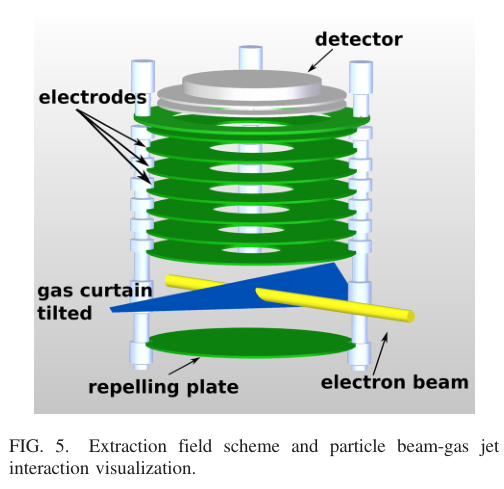 detector
electrodes
gas curtain
tilted
repelling plate
electron beam
FIG. 5. Extraction field scheme and particle beam-gas jet
interaction visualization.